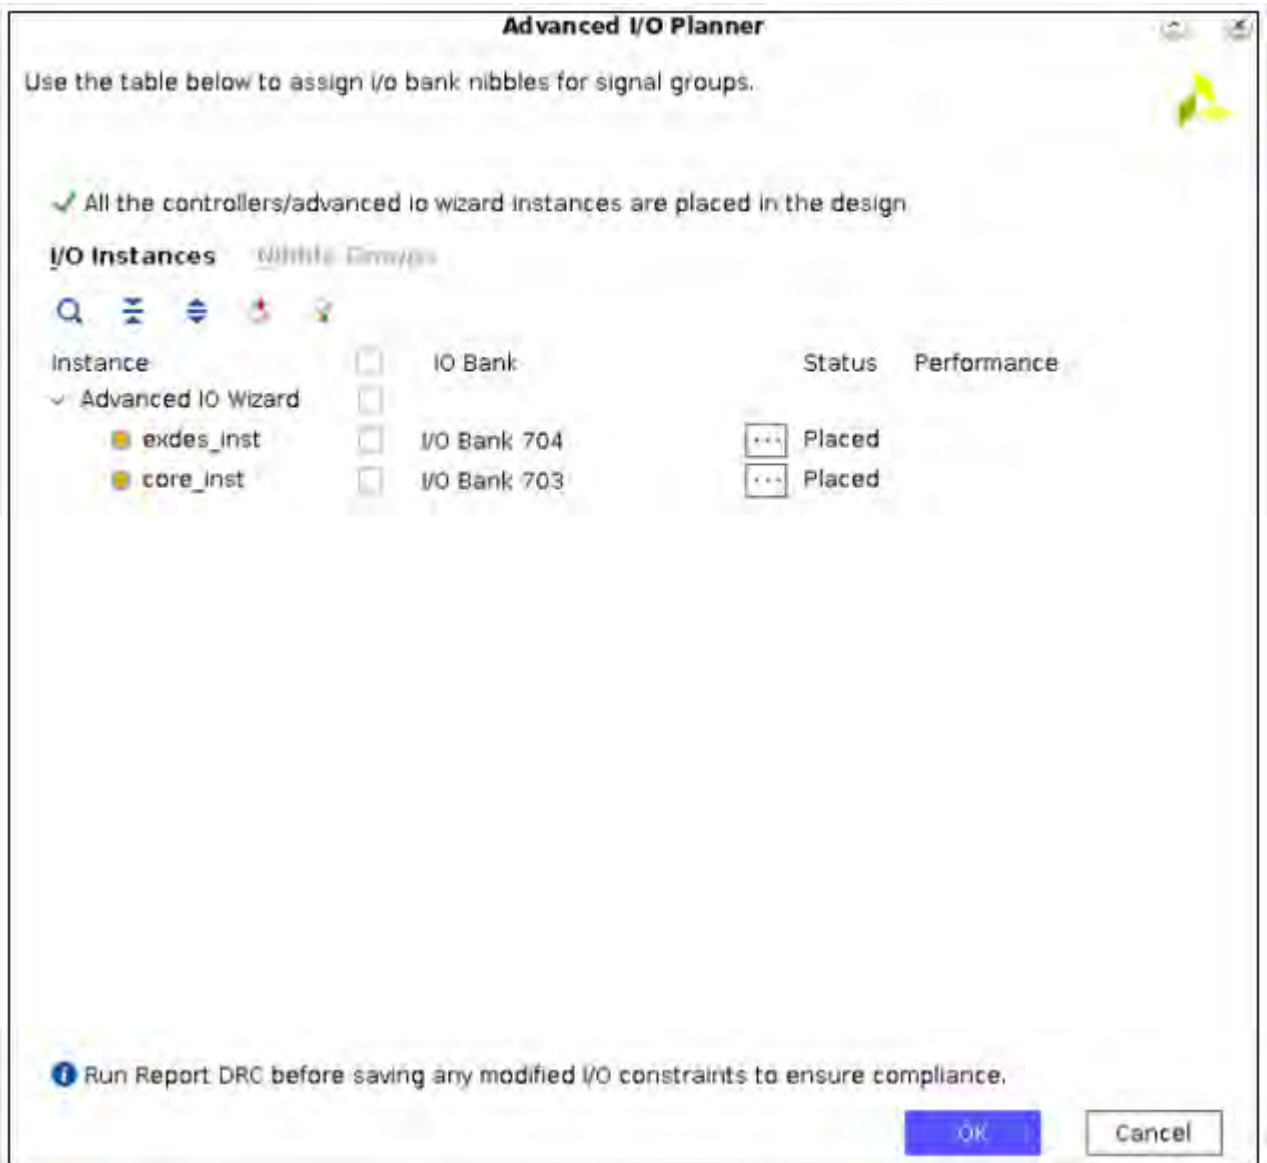 Advanced I/O Planner
Use the table below to assign i/o bank nibbles for signal groups.
All the controllers/advanced io wizard instances are placed in the design
I/O Instances Nibble Groups
Instance IO Bank Status Performance
Advanced IO Wizard
exdes_inst I/O Bank 704 ... Placed
core_inst I/O Bank 703 ... Placed
Run Report DRC before saving any modified I/O constraints to ensure compliance.
OK Cancel